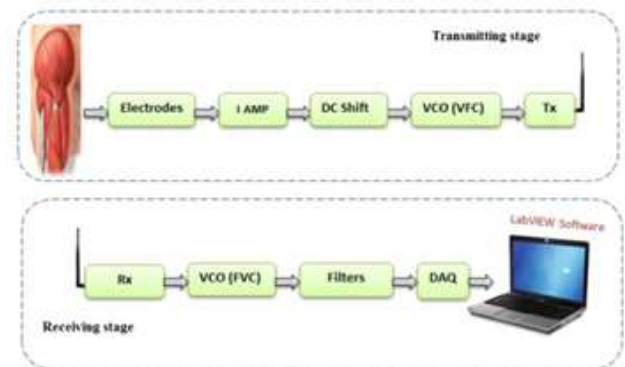 Transmitting stage
Electrodes
I AMP
DC Shift
VCO (VFC)
Tx
LabVIEW Software
Rx
VCO (FVC)
Filters
DAQ
Receiving stage